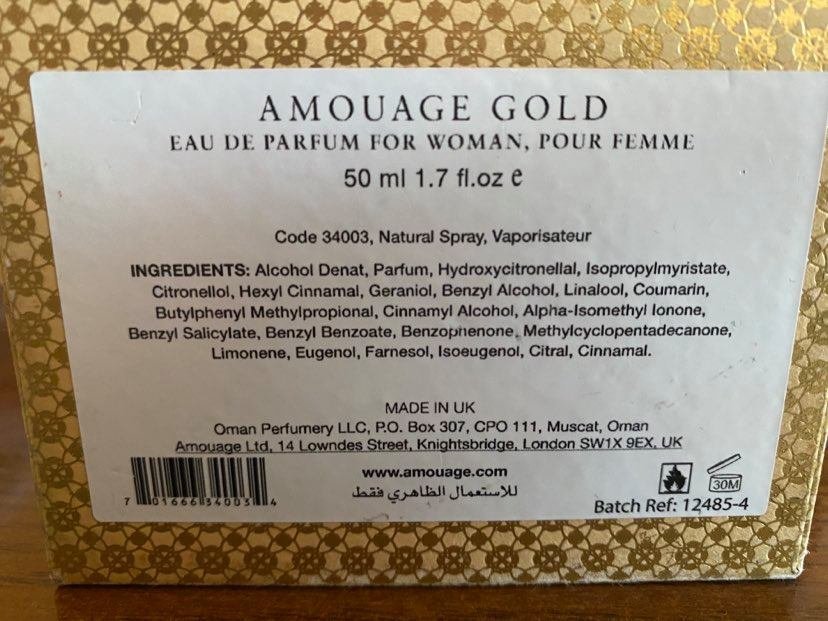 AMOUAGE GOLD
EAU DE PARFUM FOR WOMAN, POUR FEMME
50 ml 1.7 fl.oz e
Code 34003, Natural Spray, Vaporisateur
INGREDIENTS: Alcohol Denat, Parfum, Hydroxycitronellal, Isopropylmyristate,
Citronellol, Hexyl Cinnamal, Geraniol, Benzyl Alcohol, Linalool, Coumarin,
Butylphenyl Methylpropional, Cinnamyl Alcohol, Alpha-Isomethyl Ionone,
Benzyl Salicylate, Benzyl Benzoate, Benzophenone, Methylcyclopentadecanone,
Limonene, Eugenol, Farnesol, Isoeugenol, Citral, Cinnamal.
MADE IN UK
Oman Perfumery LLC, P.O. Box 307, CPO 111, Muscat, Oman
Amouage Ltd, 14 Lowndes Street, Knightsbridge, London SW1X 9EX, UK
www.amouage.com
للاستعمال الظاهري فقط
7 01666 34003 4
30M
Batch Ref: 12485-4